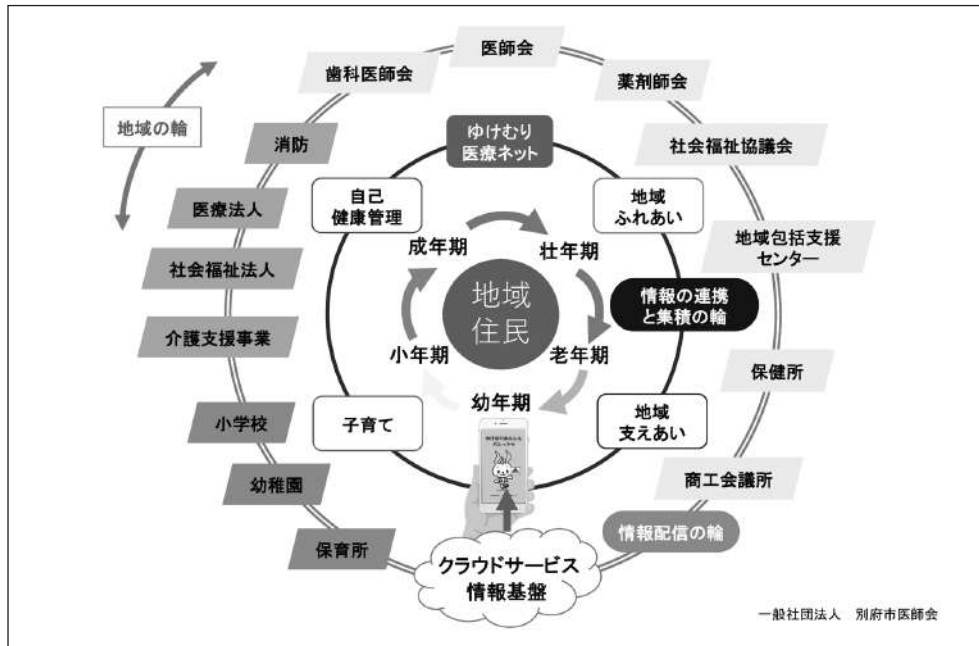 医師会
歯科医師会
薬剤師会
地域の輪
消防
ゆけむり
医療ネット
社会福祉協議会
医療法人
自己
健康管理
地域
ふれあい
成年期
壮年期
地域包括支援
センター
社会福祉法人
地域
住民
情報の連携
と集積の輪
介護支援事業
小年期
老年期
保健所
幼年期
小学校
子育て
地域
支えあい
幼稚園
商工会議所
情報配信の輪
保育所
クラウドサービス
情報基盤
一般社団法人 別府市医師会